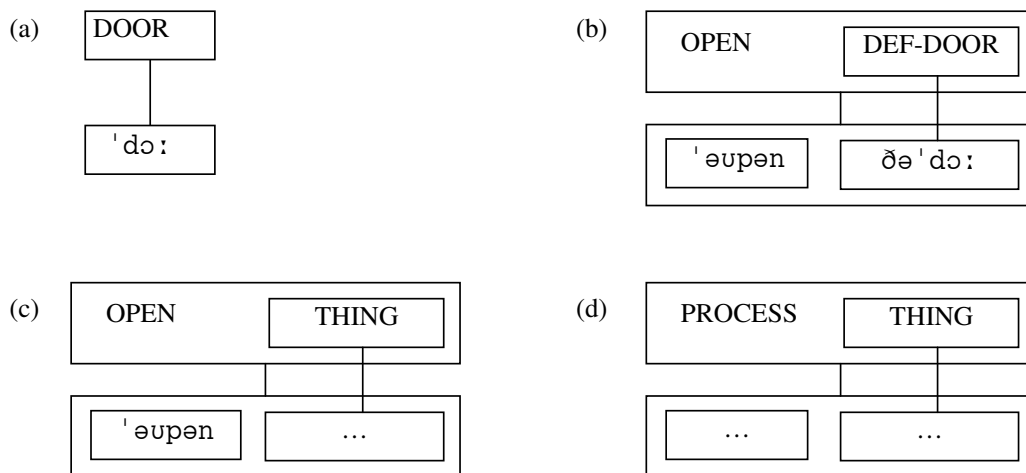 (a) DOOR
ˈdɔː
(b) OPEN DEF-DOOR
ˈəʊpən ðəˈdɔː
(c) OPEN THING
ˈəʊpən ...
(d) PROCESS THING
... ...